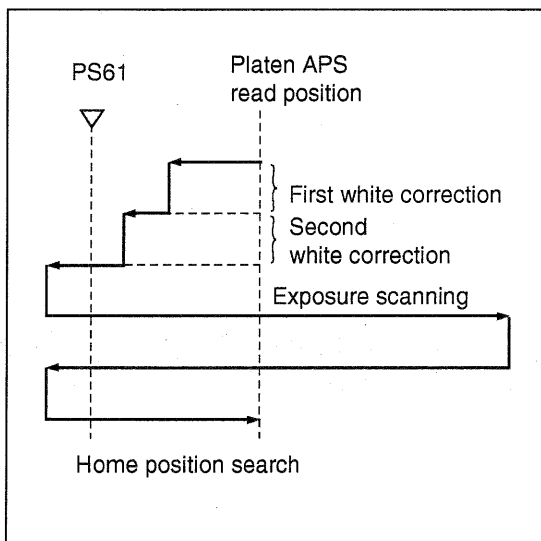 PS61
Platen APS
read position
First white correction
Second
white correction
Exposure scanning
Home position search